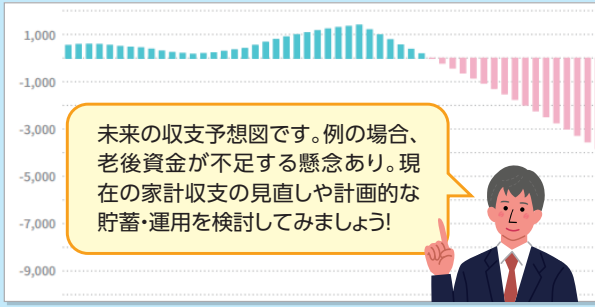 1,000
-1,000
-3,000
-5,000
-7,000
-9,000
未来の収支予想図です。例の場合、
老後資金が不足する懸念あり。現
在の家計収支の見直しや計画的な
貯蓄・運用を検討してみましょう!